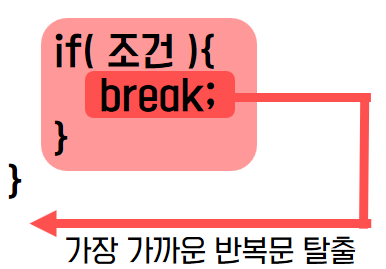 if( 조건 ){
break;
}
}
가장 가까운 반복문 탈출